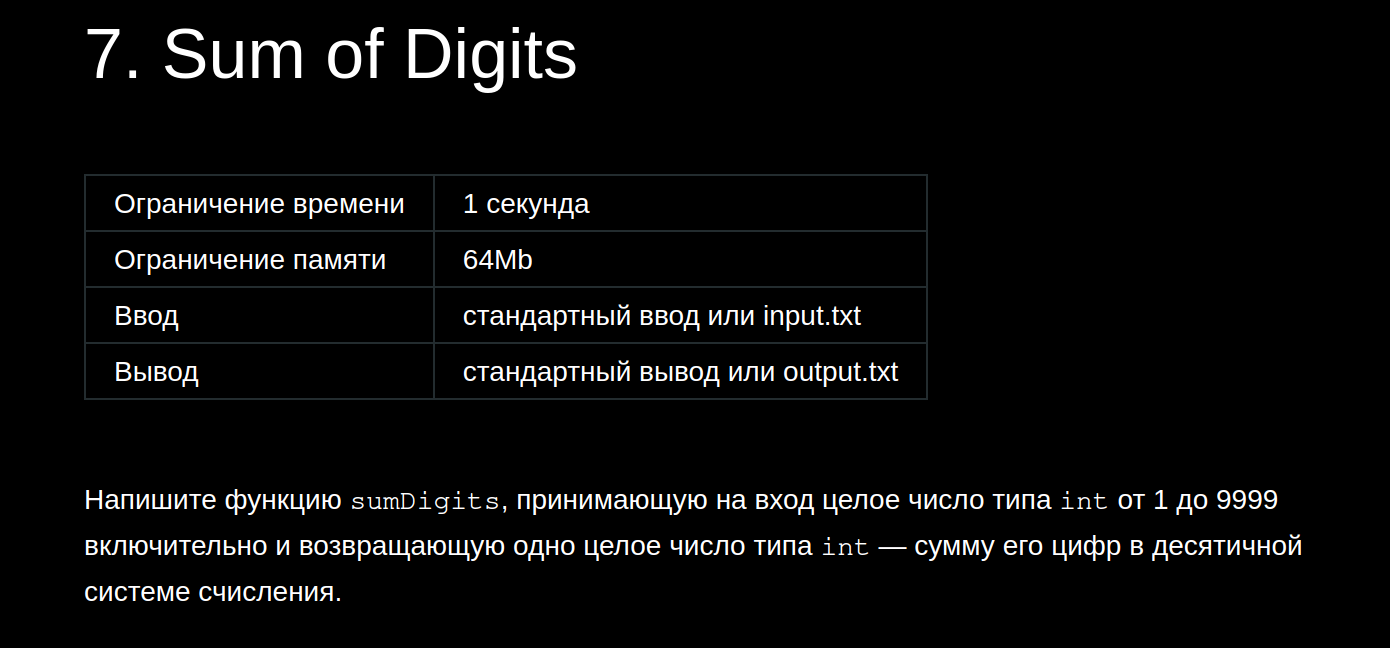 7. Sum of Digits
Ограничение времени 1 секунда
Ограничение памяти 64Mb
Ввод стандартный ввод или input.txt
Вывод стандартный вывод или output.txt
Напишите функцию sumDigits, принимающую на вход целое число типа int от 1 до 9999
включительно и возвращающую одно целое число типа int — сумму его цифр в десятичной
системе счисления.